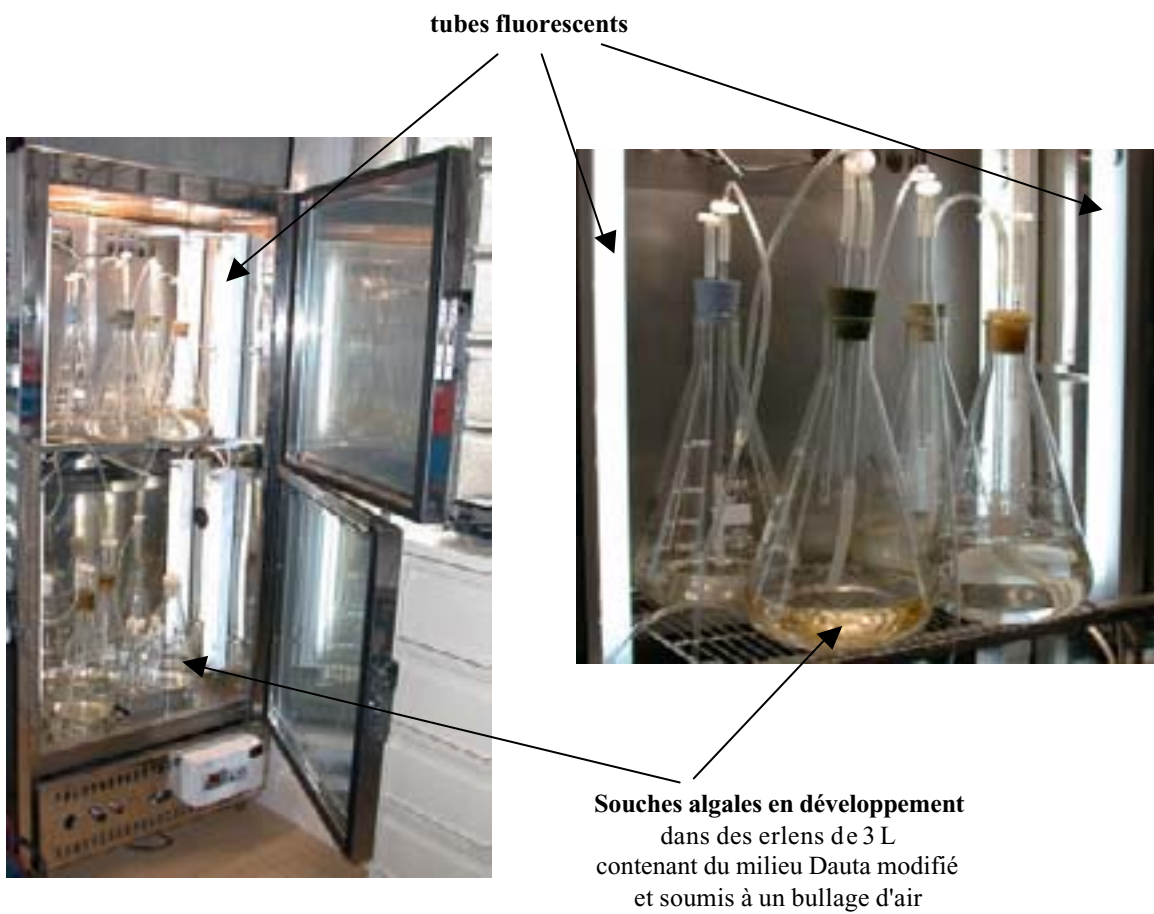 tubes fluorescents
Souches algales en développement
dans des erlens de 3 L
contenant du milieu Dauta modifié
et soumis à un bullage d'air